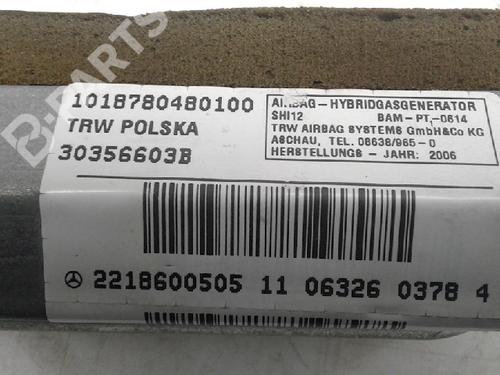 B-PARTS
1018780480100
TRW POLSKA
30356603B
AIRBAG-HYBRIDGASGENERATOR
SHI12 BAM-PT.-0614
TRW AIRBAG SYSTEMS GmbH&Co KG
ASCHAU, TEL. 08638/965-0
HERSTELLUNGS - JAHR: 2006
2218600505 11 06326 0378 4